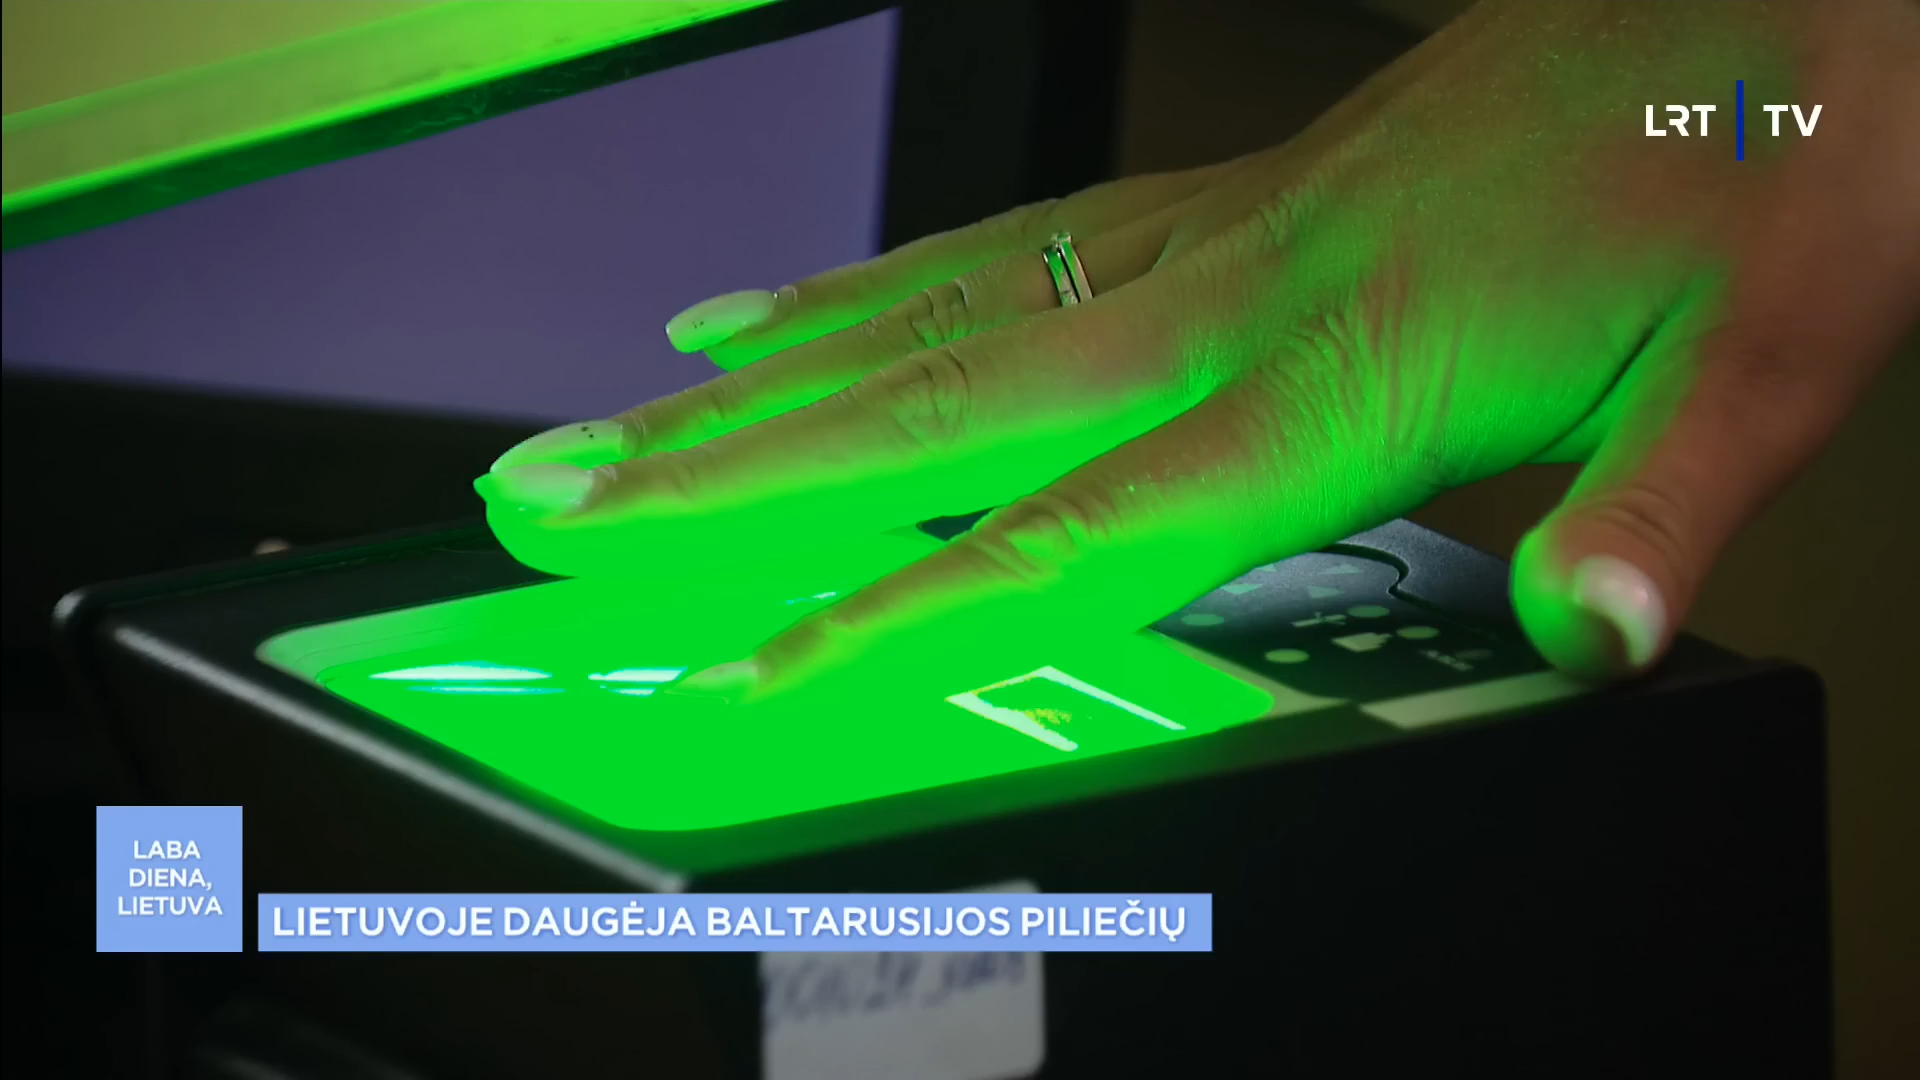 LRT | TV
LABA
DIENA,
LIETUVA
LIETUVOJE DAUGĖJA BALTARUSIJOS PILIEČIŲ